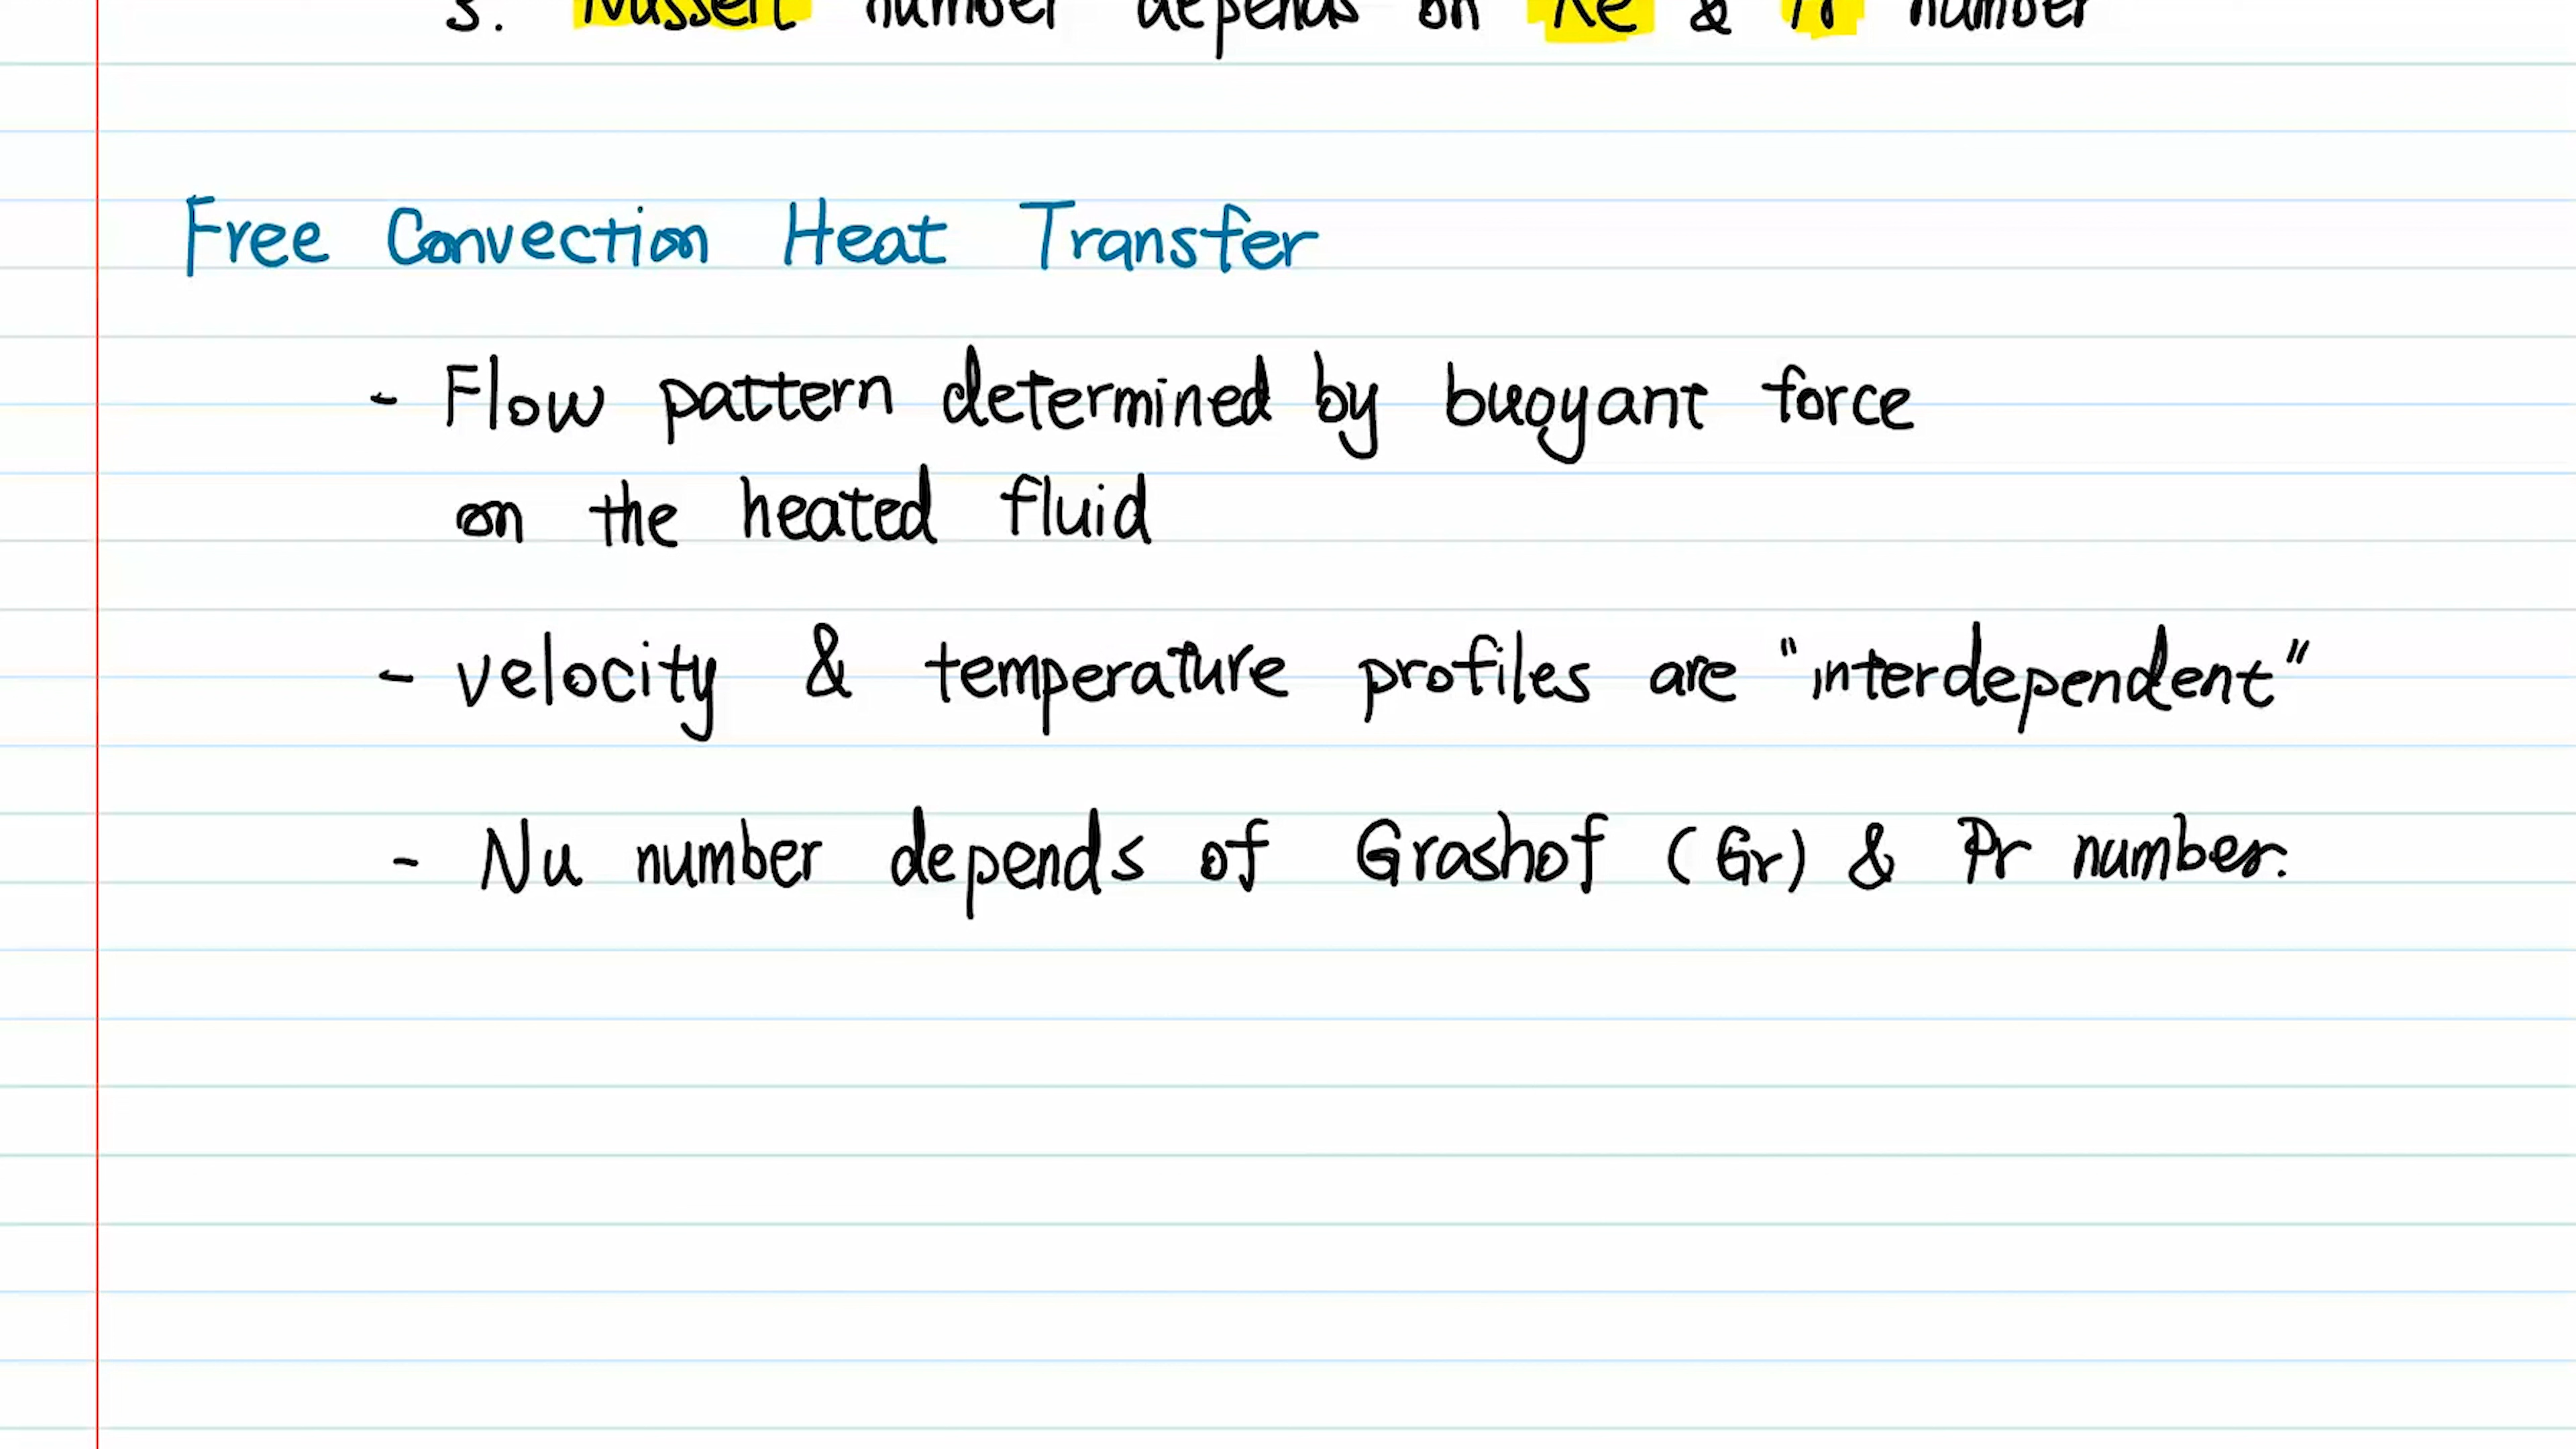 3. Nusselt number depends on Re & Pr number
Free Convection Heat Transfer
- Flow pattern determined by buoyant force
on the heated fluid
- velocity & temperature profiles are "interdependent"
- Nu number depends of Grashof (Gr) & Pr number.